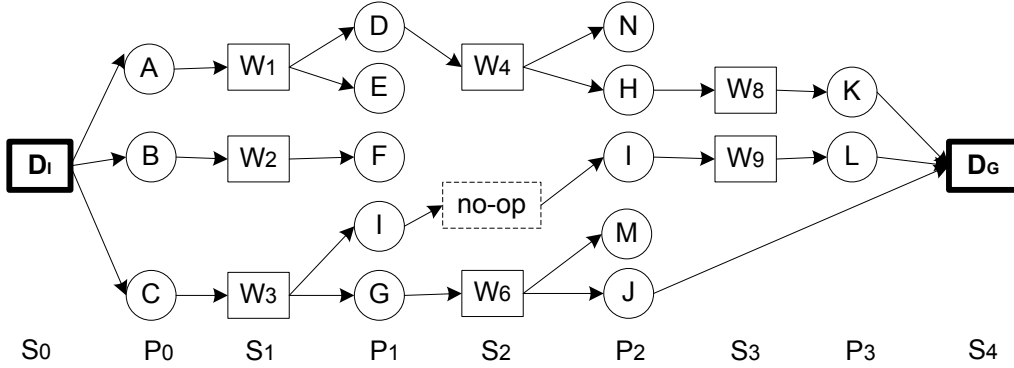 D N
A W1 W4
E H W8 K
DI B W2 F I W9 L DG
I no-op
M
C W3 G W6 J
S0 P0 S1 P1 S2 P2 S3 P3 S4